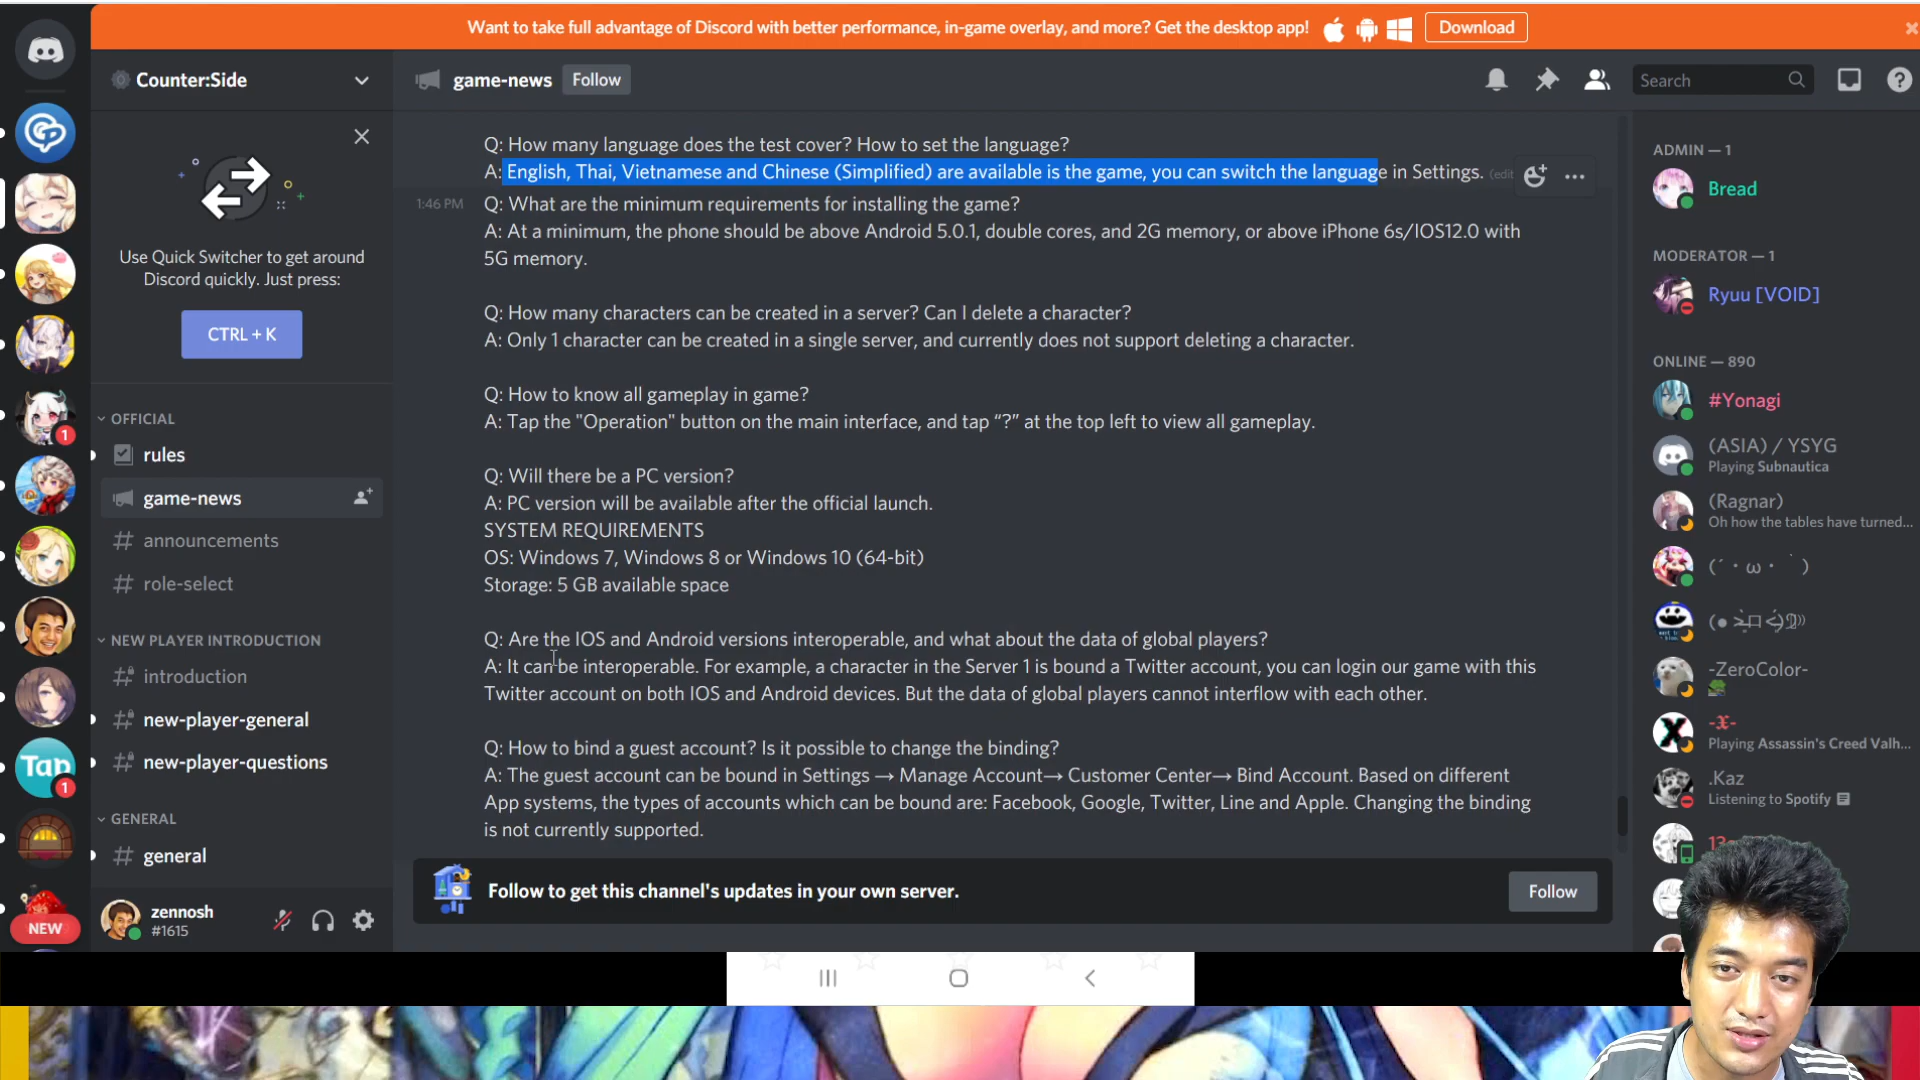 Want to take full advantage of Discord with better performance, in-game overlay, and more? Get the desktop app!
Download
Counter:Side
game-news
Follow
Search
Use Quick Switcher to get around
Discord quickly. Just press:
CTRL + K
OFFICIAL
rules
game-news
announcements
role-select
NEW PLAYER INTRODUCTION
introduction
new-player-general
new-player-questions
GENERAL
general
1
Tap
1
NEW
zennosh
#1615
Q: How many language does the test cover? How to set the language?
A: English, Thai, Vietnamese and Chinese (Simplified) are available is the game, you can switch the language in Settings. (edit
1:46 PM
Q: What are the minimum requirements for installing the game?
A: At a minimum, the phone should be above Android 5.0.1, double cores, and 2G memory, or above iPhone 6s/IOS12.0 with
5G memory.
Q: How many characters can be created in a server? Can I delete a character?
A: Only 1 character can be created in a single server, and currently does not support deleting a character.
Q: How to know all gameplay in game?
A: Tap the "Operation" button on the main interface, and tap “?” at the top left to view all gameplay.
Q: Will there be a PC version?
A: PC version will be available after the official launch.
SYSTEM REQUIREMENTS
OS: Windows 7, Windows 8 or Windows 10 (64-bit)
Storage: 5 GB available space
Q: Are the IOS and Android versions interoperable, and what about the data of global players?
A: It can be interoperable. For example, a character in the Server 1 is bound a Twitter account, you can login our game with this
Twitter account on both IOS and Android devices. But the data of global players cannot interflow with each other.
Q: How to bind a guest account? Is it possible to change the binding?
A: The guest account can be bound in Settings → Manage Account→ Customer Center→ Bind Account. Based on different
App systems, the types of accounts which can be bound are: Facebook, Google, Twitter, Line and Apple. Changing the binding
is not currently supported.
Follow to get this channel's updates in your own server.
Follow
ADMIN — 1
Bread
MODERATOR — 1
Ryuu [VOID]
ONLINE — 890
#Yonagi
(ASIA) / YSYG
Playing Subnautica
(Ragnar)
Oh how the tables have turned...
(´・ω・｀)
-ZeroColor-
-X-
Playing Assassin's Creed Valh...
.Kaz
Listening to Spotify